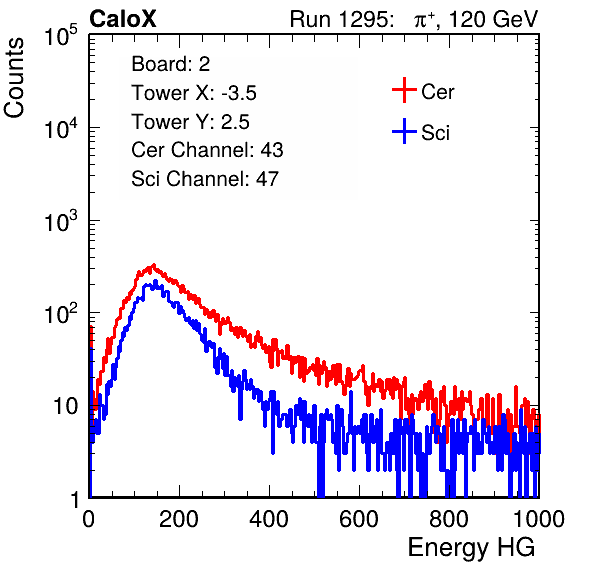 CaloX Run 1295: π⁺, 120 GeV
Counts
Board: 2
Tower X: -3.5
Tower Y: 2.5
Cer Channel: 43
Sci Channel: 47
Cer
Sci
10⁵
10⁴
10³
10²
10
1
0 200 400 600 800 1000
Energy HG